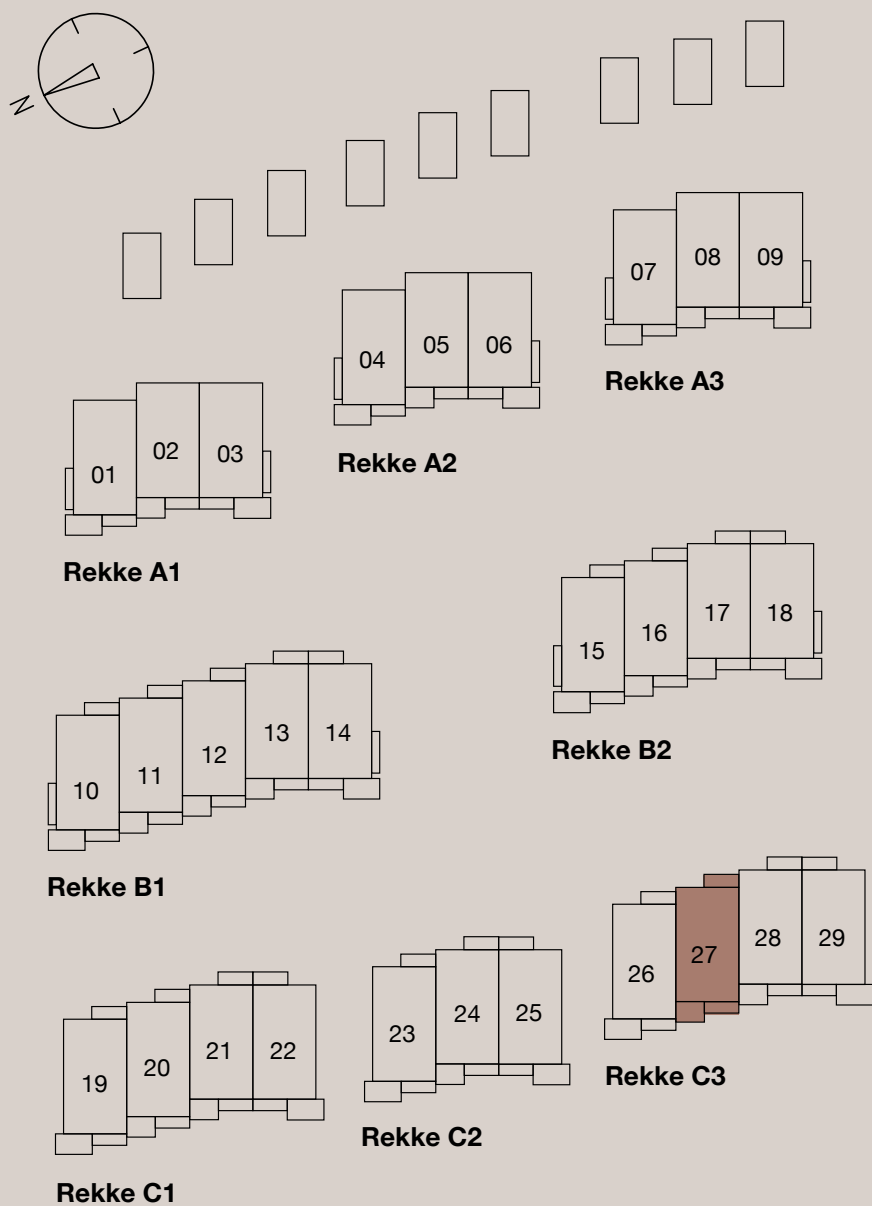 N
07 08 09
Rekke A3
04 05 06
Rekke A2
01 02 03
Rekke A1
15 16 17 18
Rekke B2
10 11 12 13 14
Rekke B1
26 27 28 29
Rekke C3
23 24 25
Rekke C2
19 20 21 22
Rekke C1